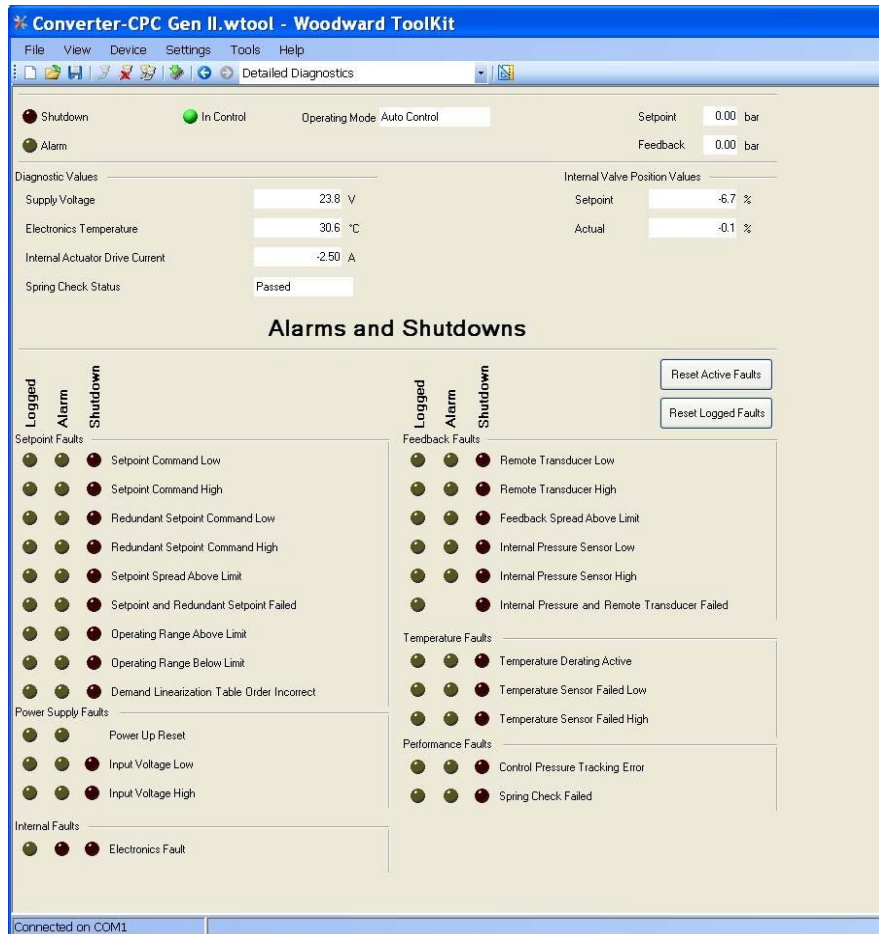 Converter-CPC Gen II.wtool - Woodward ToolKit
File View Device Settings Tools Help
Detailed Diagnostics
Shutdown In Control Operating Mode Auto Control Setpoint 0.00 bar
Alarm Feedback 0.00 bar
Diagnostic Values Internal Valve Position Values
Supply Voltage 23.8 V Setpoint -6.7 %
Electronics Temperature 30.6 °C Actual -0.1 %
Internal Actuator Drive Current -2.50 A
Spring Check Status Passed
Alarms and Shutdowns
Logged Alarm Shutdown
Setpoint Faults
Setpoint Command Low
Setpoint Command High
Redundant Setpoint Command Low
Redundant Setpoint Command High
Setpoint Spread Above Limit
Setpoint and Redundant Setpoint Failed
Operating Range Above Limit
Operating Range Below Limit
Demand Linearization Table Order Incorrect
Power Supply Faults
Power Up Reset
Input Voltage Low
Input Voltage High
Internal Faults
Electronics Fault
Logged Alarm Shutdown
Reset Active Faults
Reset Logged Faults
Feedback Faults
Remote Transducer Low
Remote Transducer High
Feedback Spread Above Limit
Internal Pressure Sensor Low
Internal Pressure Sensor High
Internal Pressure and Remote Transducer Failed
Temperature Faults
Temperature Derating Active
Temperature Sensor Failed Low
Temperature Sensor Failed High
Performance Faults
Control Pressure Tracking Error
Spring Check Failed
Connected on COM1